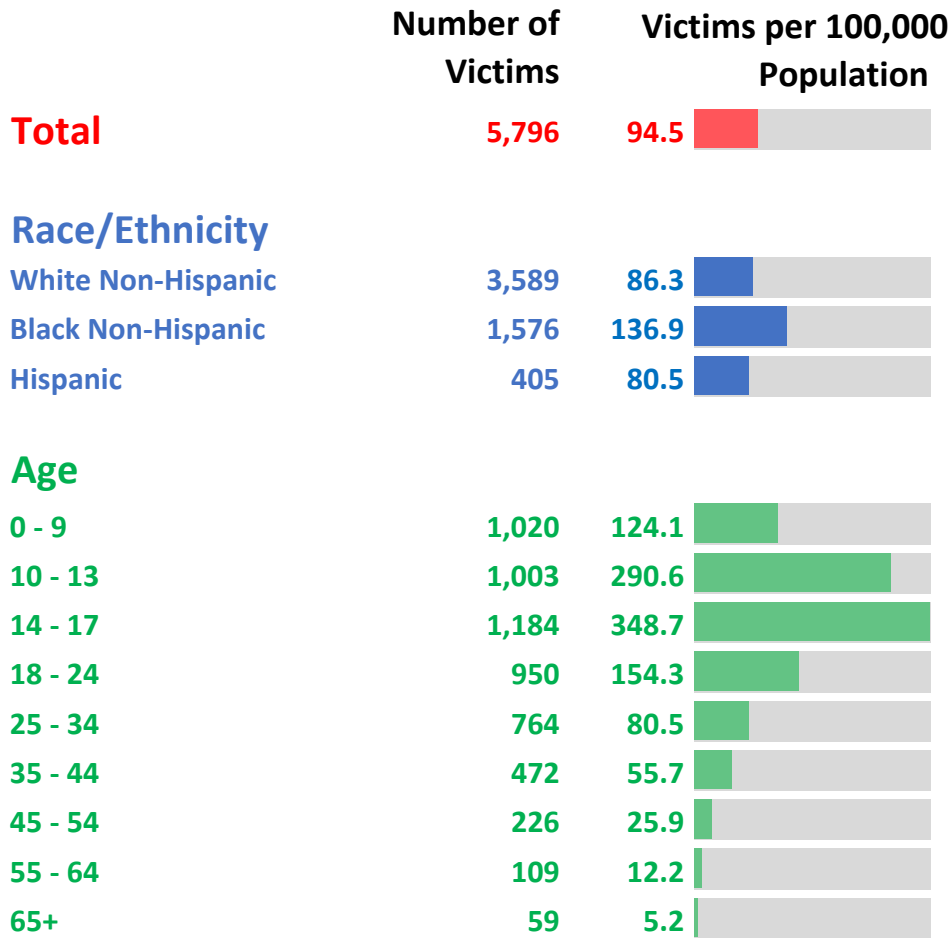 Number of Victims per 100,000
Victims Population
Total 5,796 94.5
Race/Ethnicity
White Non-Hispanic 3,589 86.3
Black Non-Hispanic 1,576 136.9
Hispanic 405 80.5
Age
0 - 9 1,020 124.1
10 - 13 1,003 290.6
14 - 17 1,184 348.7
18 - 24 950 154.3
25 - 34 764 80.5
35 - 44 472 55.7
45 - 54 226 25.9
55 - 64 109 12.2
65+ 59 5.2